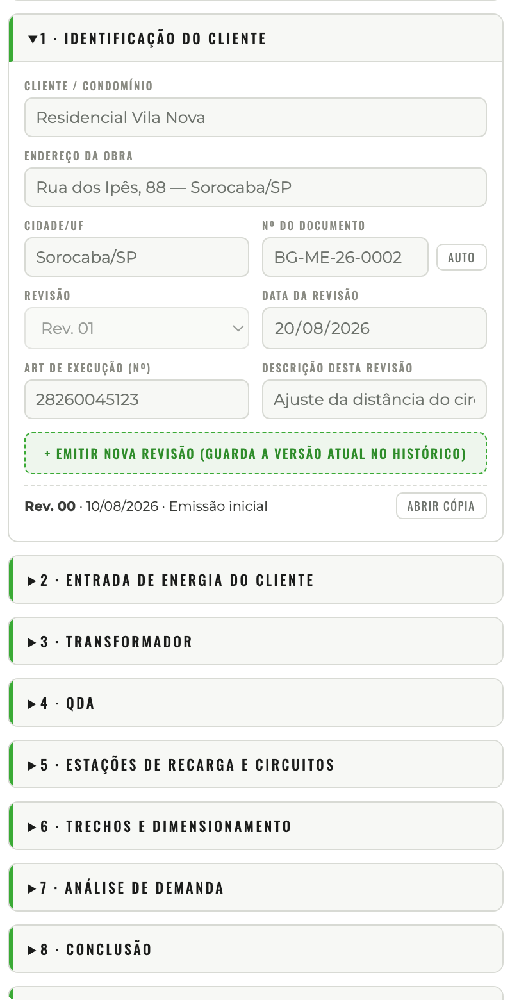 ▼1 · IDENTIFICAÇÃO DO CLIENTE
CLIENTE / CONDOMÍNIO
Residencial Vila Nova
ENDEREÇO DA OBRA
Rua dos Ipês, 88 — Sorocaba/SP
CIDADE/UF
Sorocaba/SP
Nº DO DOCUMENTO
BG-ME-26-0002
AUTO
REVISÃO
Rev. 01
DATA DA REVISÃO
20/08/2026
ART DE EXECUÇÃO (Nº)
28260045123
DESCRIÇÃO DESTA REVISÃO
Ajuste da distância do
+ EMITIR NOVA REVISÃO (GUARDA A VERSÃO ATUAL NO HISTÓRICO)
Rev. 00 · 10/08/2026 · Emissão inicial
ABRIR CÓPIA
▶2 · ENTRADA DE ENERGIA DO CLIENTE
▶3 · TRANSFORMADOR
▶4 · QDA
▶5 · ESTAÇÕES DE RECARGA E CIRCUITOS
▶6 · TRECHOS E DIMENSIONAMENTO
▶7 · ANÁLISE DE DEMANDA
▶8 · CONCLUSÃO